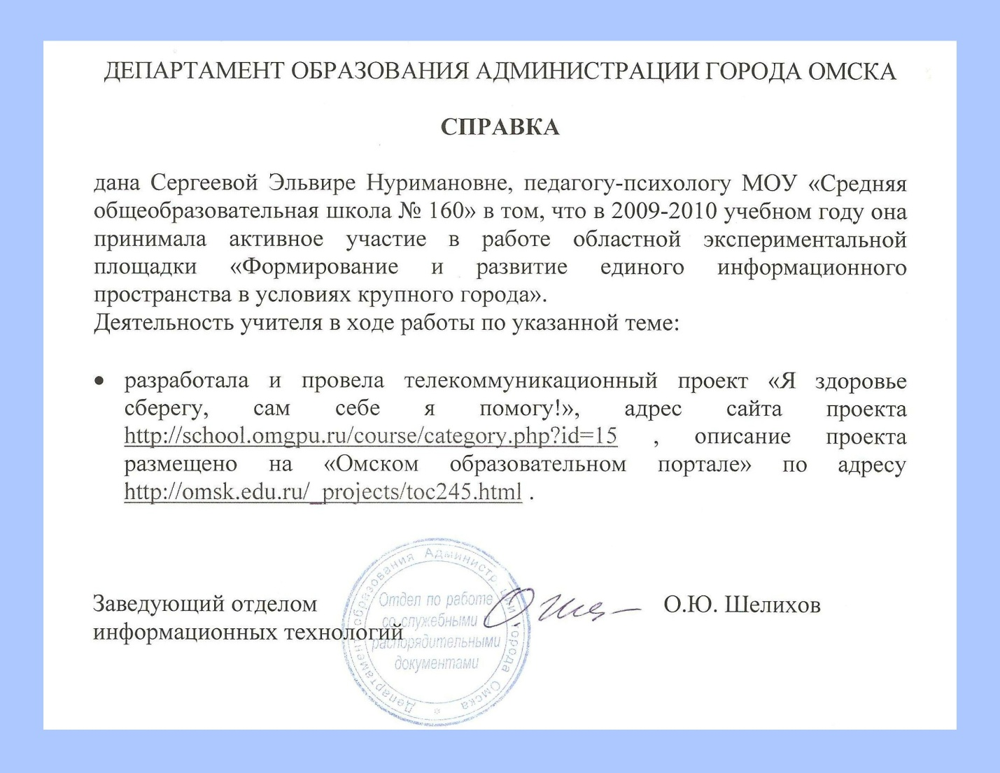 ДЕПАРТАМЕНТ ОБРАЗОВАНИЯ АДМИНИСТРАЦИИ ГОРОДА ОМСКА
СПРАВКА
дана Сергеевой Эльвире Нуримановне, педагогу-психологу МОУ «Средняя
общеобразовательная школа № 160» в том, что в 2009-2010 учебном году она
принимала активное участие в работе областной экспериментальной
площадки «Формирование и развитие единого информационного
пространства в условиях крупного города».
Деятельность учителя в ходе работы по указанной теме:
• разработала и провела телекоммуникационный проект «Я здоровье
сберегу, сам себе я помогу!», адрес сайта проекта
http://school.omgpu.ru/course/category.php?id=15 , описание проекта
размещено на «Омском образовательном портале» по адресу
http://omsk.edu.ru/_projects/toc245.html .
Заведующий отделом
информационных технологий
О.Ю. Шелихов
Департамент образования Администрации города Омска *
Отдел по работе
со служебными и
распорядительными
документами